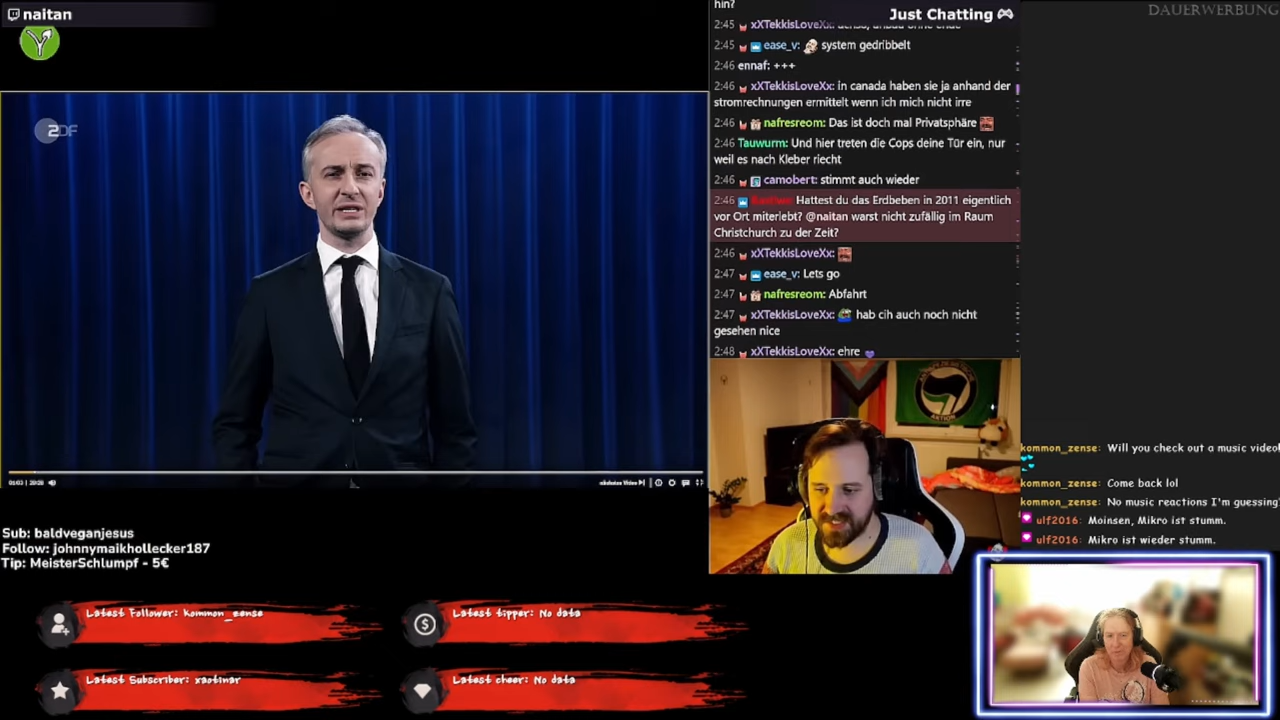 naitan
ZDF
hin?
Just Chatting
2:45 xXTekkisLoveXx:
2:45 ease_v: system gedribbelt
2:46 ennaf: +++
2:46 xXTekkisLoveXx: in canada haben sie ja anhand der
stromrechnungen ermittelt wenn ich mich nicht irre
2:46 nafresreom: Das ist doch mal Privatsphäre
2:46 Tauwurm: Und hier treten die Cops deine Tür ein, nur
weil es nach Kleber riecht
2:46 camobert: stimmt auch wieder
2:46 Hattest du das Erdbeben in 2011 eigentlich
vor Ort miterlebt? @naitan warst nicht zufällig im Raum
Christchurch zu der Zeit?
2:46 xXTekkisLoveXx:
2:47 ease_v: Lets go
2:47 nafresreom: Abfahrt
2:47 xXTekkisLoveXx: hab cih auch noch nicht
gesehen nice
2:48 xXTekkisLoveXx: ehre
DAUERWERBUNG
kommon_zense: Will you check out a music video
kommon_zense: Come back lol
kommon_zense: No music reactions I'm guessing?
ulf2016: Moinsen, Mikro ist stumm.
ulf2016: Mikro ist wieder stumm.
Sub: baldveganjesus
Follow: johnnymaikhollecker187
Tip: MeisterSchlumpf - 5€
Latest Follower: Kommon_zense
Latest tipper: No data
Latest Subscriber: xaotinar
Latest cheer: No data